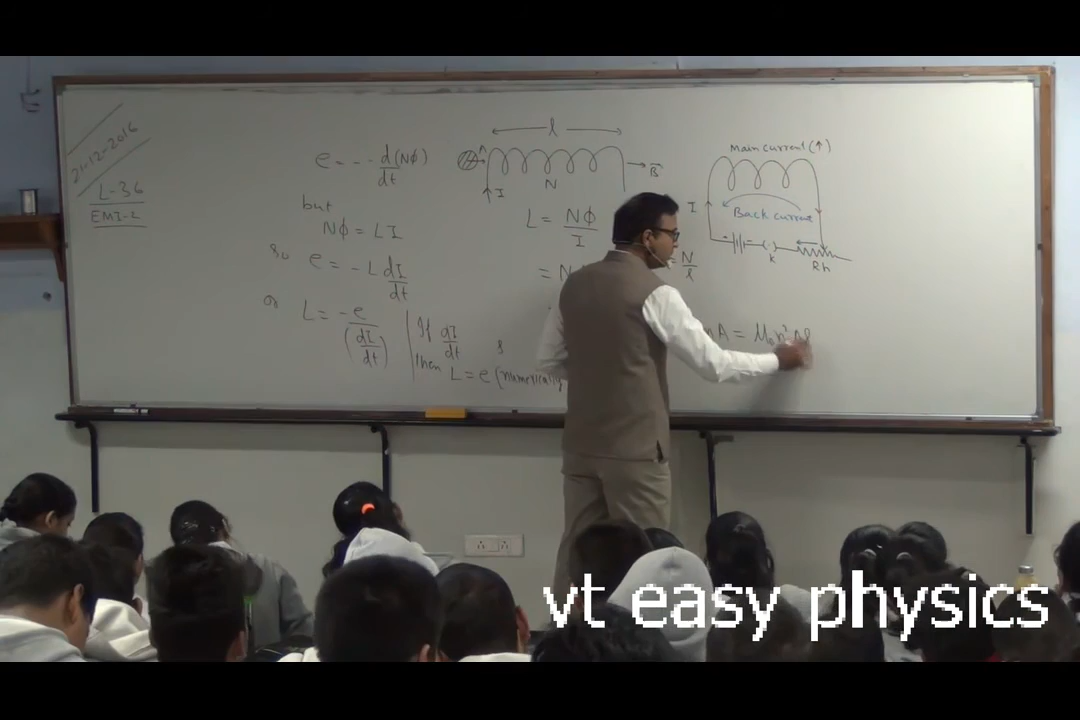 21-12-2016
L-36
EMI-2
e = - - d(Nϕ)/dt
but
Nϕ = LI
so e = -L dI/dt
or L = -e/(dI/dt)
If dI/dt
then L = e (numerically
l
A
I
N
B
L = Nϕ/I
= N
= N/l
A = μ₀n²Al
Main current (↑)
I
Back current
K
Rh
vt easy physics